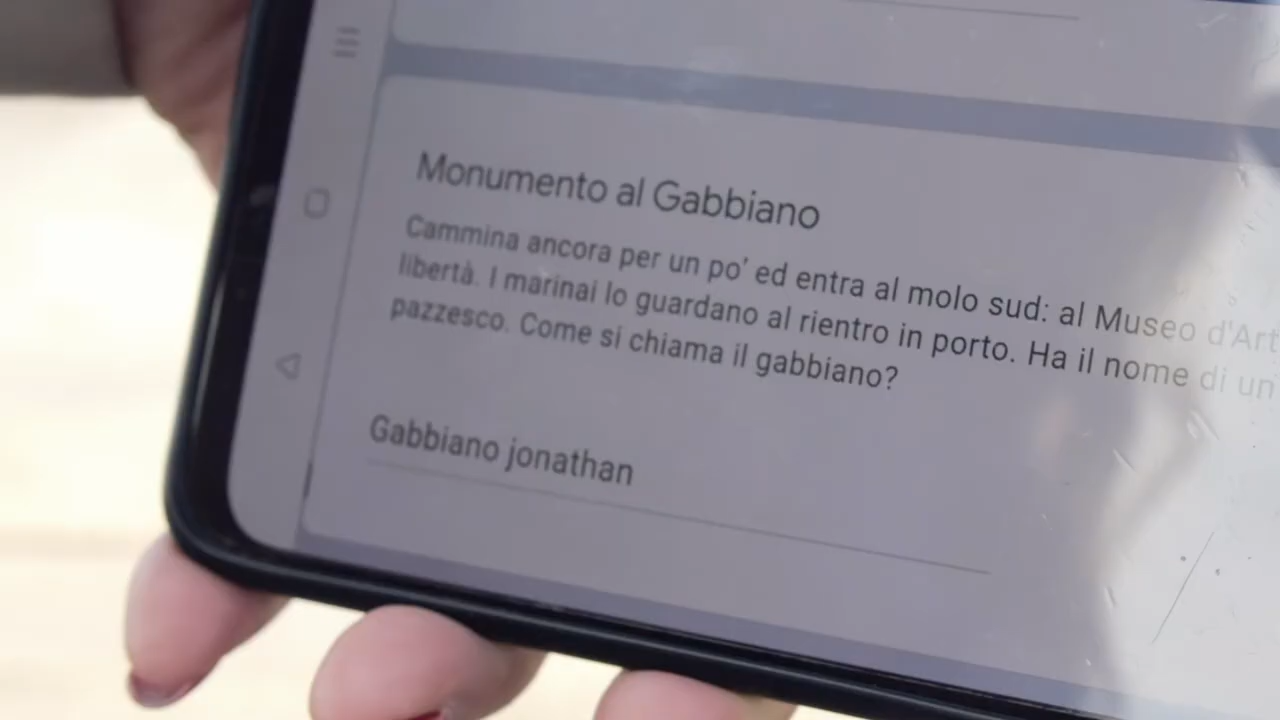 Monumento al Gabbiano
Cammina ancora per un po' ed entra al molo sud: al Museo d'Art
libertà. I marinai lo guardano al rientro in porto. Ha il nome di un
pazzesco. Come si chiama il gabbiano?
Gabbiano jonathan